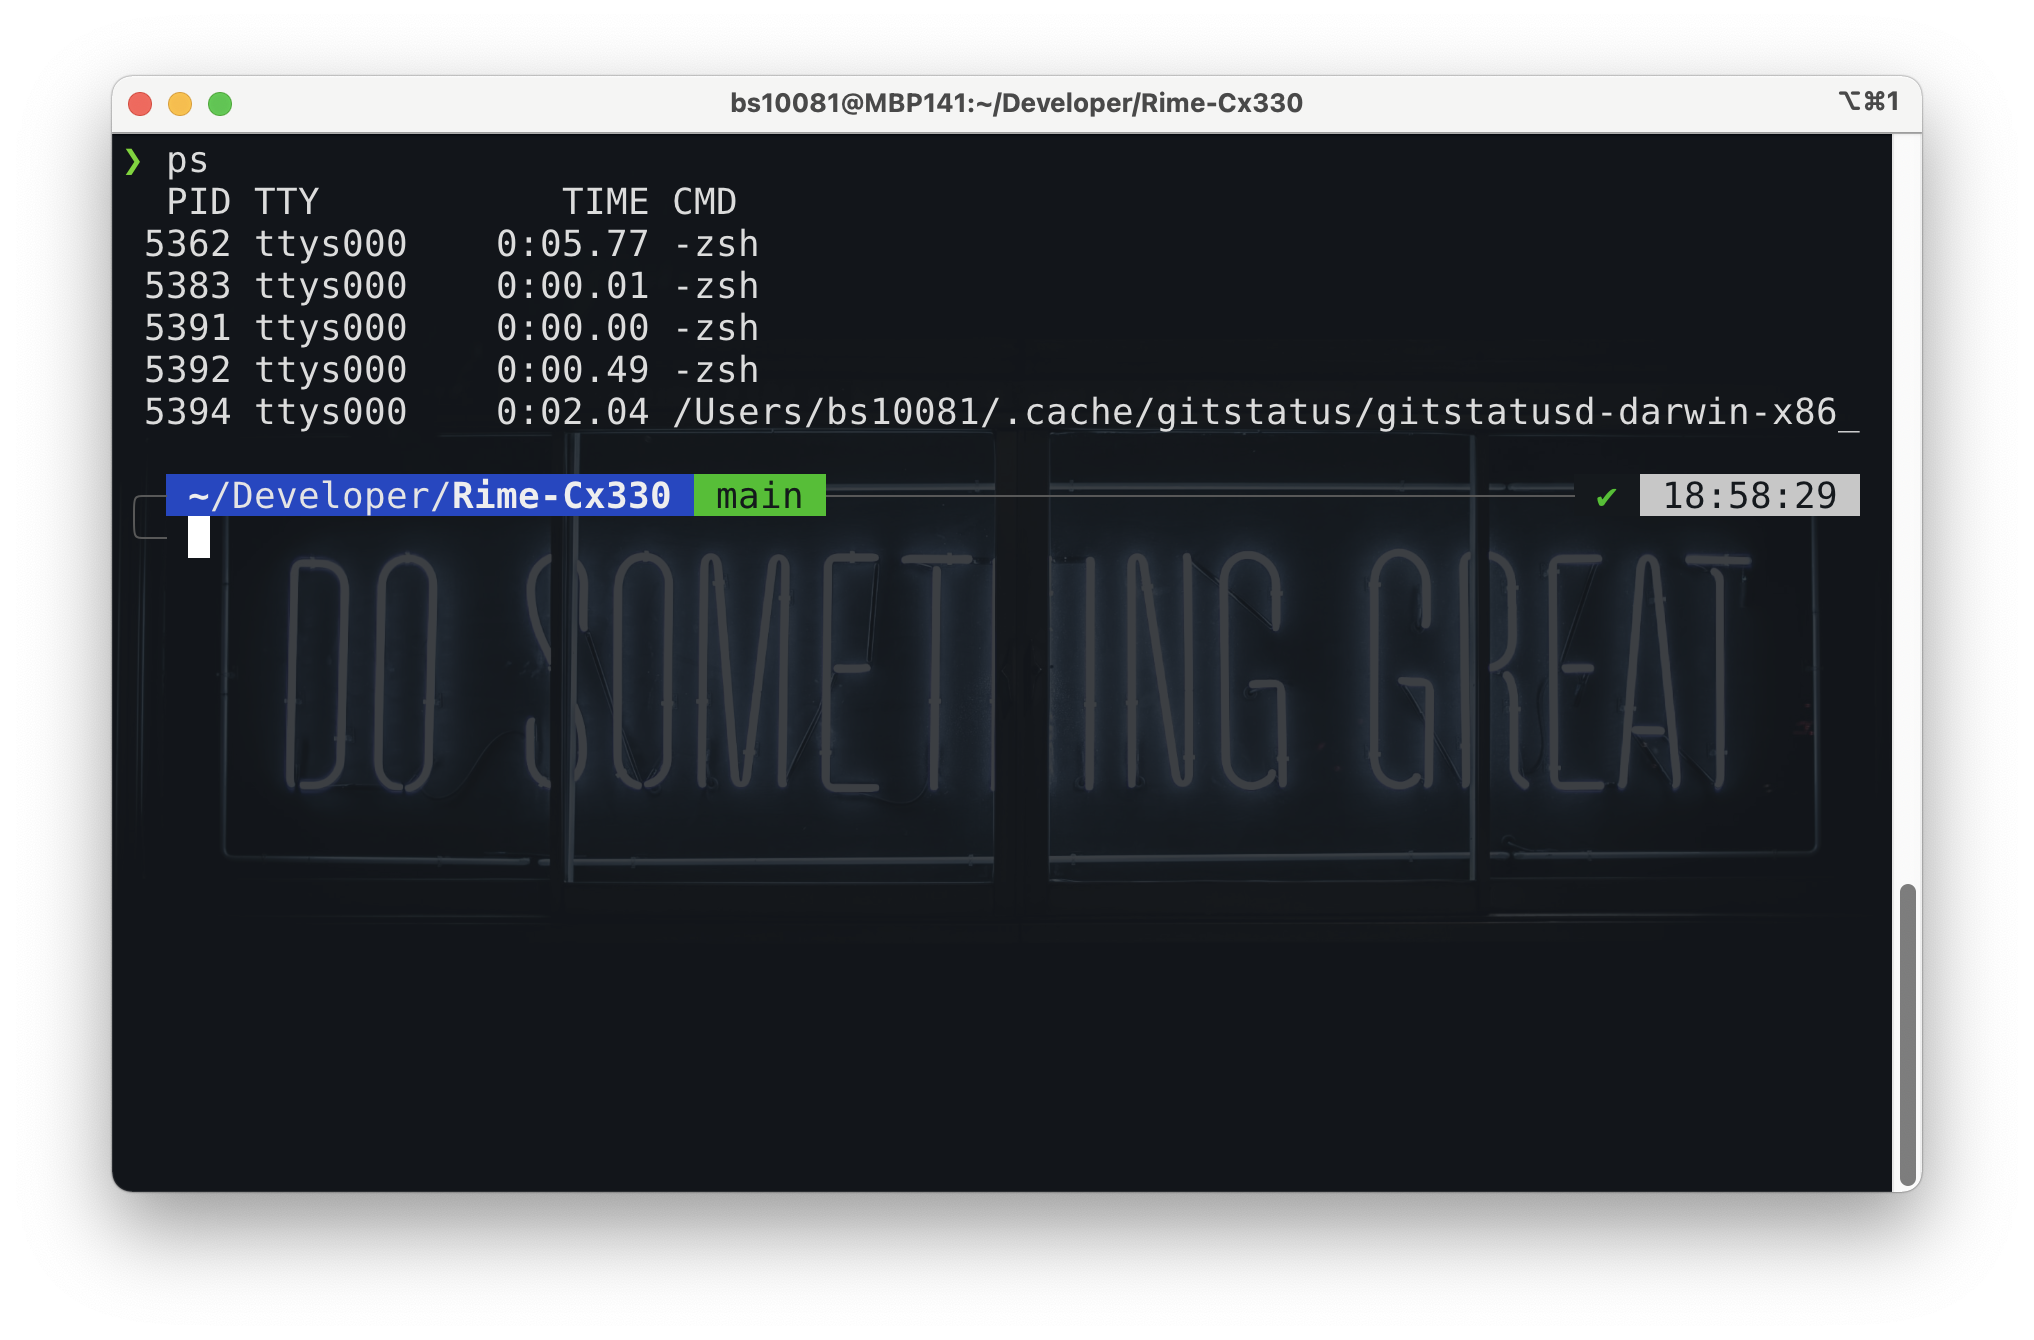 bs10081@MBP141:~/Developer/Rime-Cx330 ⌥⌘1
❯ ps
PID TTY TIME CMD
5362 ttys000 0:05.77 -zsh
5383 ttys000 0:00.01 -zsh
5391 ttys000 0:00.00 -zsh
5392 ttys000 0:00.49 -zsh
5394 ttys000 0:02.04 /Users/bs10081/.cache/gitstatus/gitstatusd-darwin-x86_
~/Developer/Rime-Cx330 main ✔ 18:58:29
DO SOMETHING GREAT